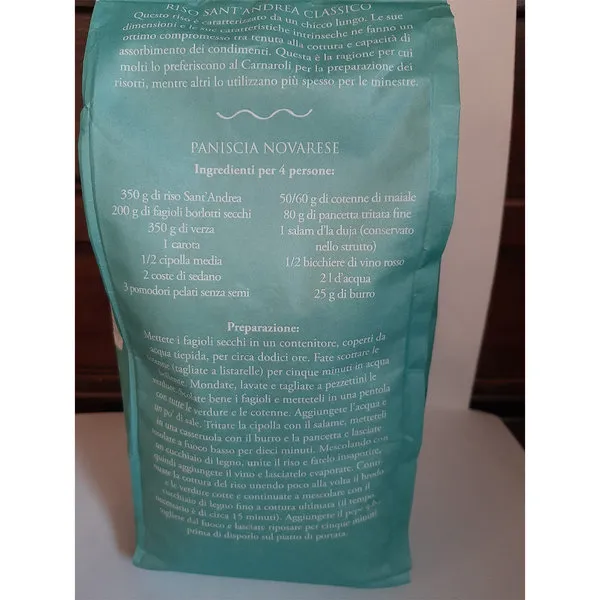 RISO SANT'ANDREA CLASSICO
Questo riso è caratterizzato da un chicco lungo. Le sue
dimensioni e le sue caratteristiche intrinseche ne fanno un
ottimo compromesso tra tenuta alla cottura e capacità di
assorbimento dei condimenti. Questa è la ragione per cui
molti lo preferiscono al Carnaroli per la preparazione dei
risotti, mentre altri lo utilizzano più spesso per le minestre.
PANISCIA NOVARESE
Ingredienti per 4 persone:
350 g di riso Sant'Andrea
200 g di fagioli borlotti secchi
350 g di verza
1 carota
1/2 cipolla media
2 coste di sedano
3 pomodori pelati senza semi
50/60 g di cotenne di maiale
80 g di pancetta tritata fine
1 salam d'la duja (conservato
nello strutto)
1/2 bicchiere di vino rosso
2 l d'acqua
25 g di burro
Preparazione:
Mettete i fagioli secchi in un contenitore, coperti da
acqua tiepida, per circa dodici ore. Fate scottare le
cotenne (tagliate a listarelle) per cinque minuti in acqua
bollente. Mondate, lavate e tagliate a pezzettini le
verdure. Scolate bene i fagioli e metteteli in una pentola
con tutte le verdure e le cotenne. Aggiungete l'acqua e
un po' di sale. Tritate la cipolla con il salame, metteteli
in una casseruola con il burro e la pancetta e lasciate
rosolare a fuoco basso per dieci minuti. Mescolando con
un cucchiaio di legno, unite il riso e fatelo insaporire,
quindi aggiungete il vino e lasciatelo evaporare. Conti-
nuate la cottura del riso unendo poco alla volta il brodo
e le verdure cotte e continuate a mescolare con il
cucchiaio di legno fino a cottura ultimata (il tempo
necessario è di circa 15 minuti). Aggiungete il pepe,
togliete dal fuoco e lasciate riposare per cinque minuti
prima di disporlo sul piatto di portata.